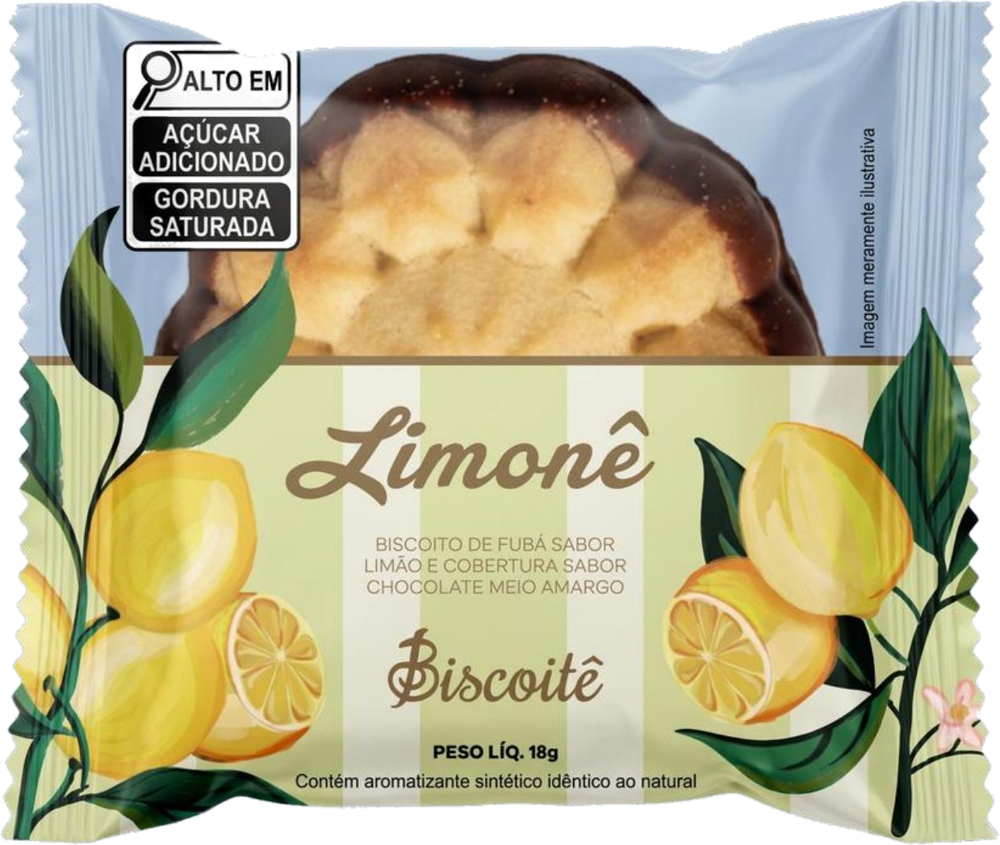 ALTO EM
AÇÚCAR
ADICIONADO
GORDURA
SATURADA
Imagem meramente ilustrativa
Limonê
BISCOITO DE FUBÁ SABOR
LIMÃO E COBERTURA SABOR
CHOCOLATE MEIO AMARGO
Biscoitê
PESO LÍQ. 18g
Contém aromatizante sintético idêntico ao natural